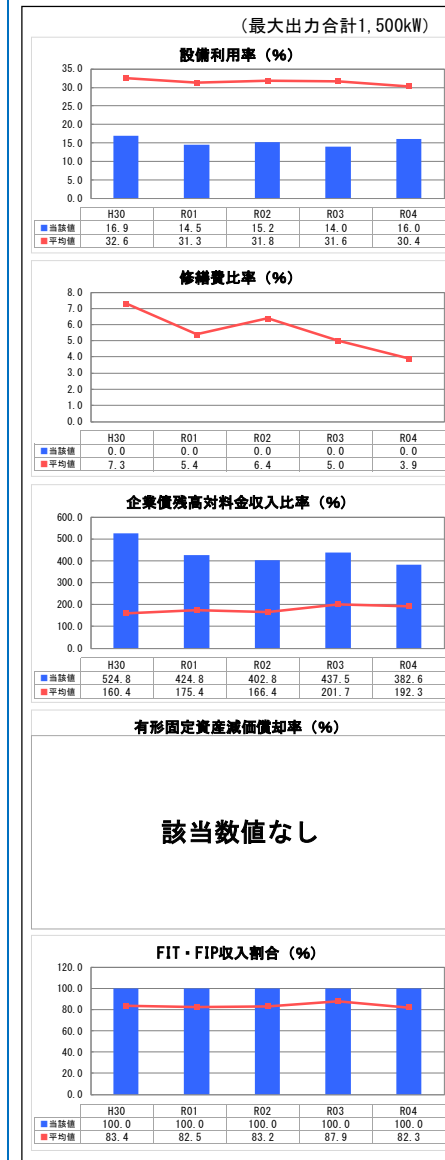 (最大出力合計1,500kW)
設備利用率(%)
35.0
30.0
25.0
20.0
15.0
10.0
5.0
0.0
H30 R01 R02 R03 R04
当該値 16.9 14.5 15.2 14.0 16.0
平均値 32.6 31.3 31.8 31.6 30.4
修繕費比率(%)
8.0
7.0
6.0
5.0
4.0
3.0
2.0
1.0
0.0
H30 R01 R02 R03 R04
当該値 0.0 0.0 0.0 0.0 0.0
平均値 7.3 5.4 6.4 5.0 3.9
企業債残高対料金収入比率(%)
600.0
500.0
400.0
300.0
200.0
100.0
0.0
H30 R01 R02 R03 R04
当該値 524.8 424.8 402.8 437.5 382.6
平均値 160.4 175.4 166.4 201.7 192.3
有形固定資産減価償却率(%)
該当数値なし
FIT・FIP収入割合(%)
120.0
100.0
80.0
60.0
40.0
20.0
0.0
H30 R01 R02 R03 R04
当該値 100.0 100.0 100.0 100.0 100.0
平均値 83.4 82.5 83.2 87.9 82.3